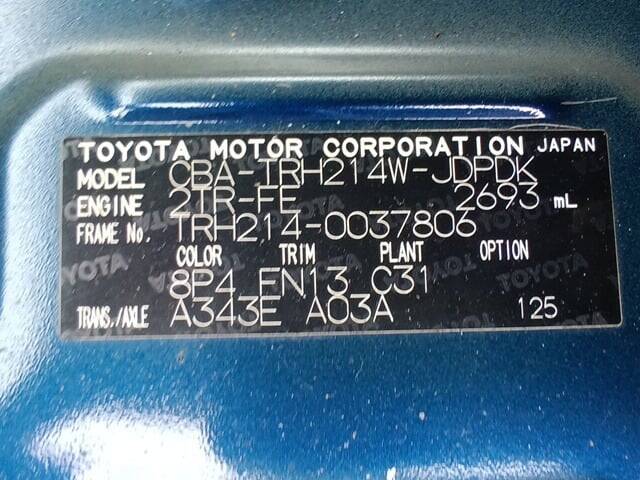 TOYOTA MOTOR CORPORATION JAPAN
MODEL CBA-TRH214W-JDPDK
ENGINE 2TR-FE 2693 mL
FRAME No. TRH214-0037806
COLOR TRIM PLANT OPTION
8P4 FN13 C31
TRANS./AXLE A343E A03A 125